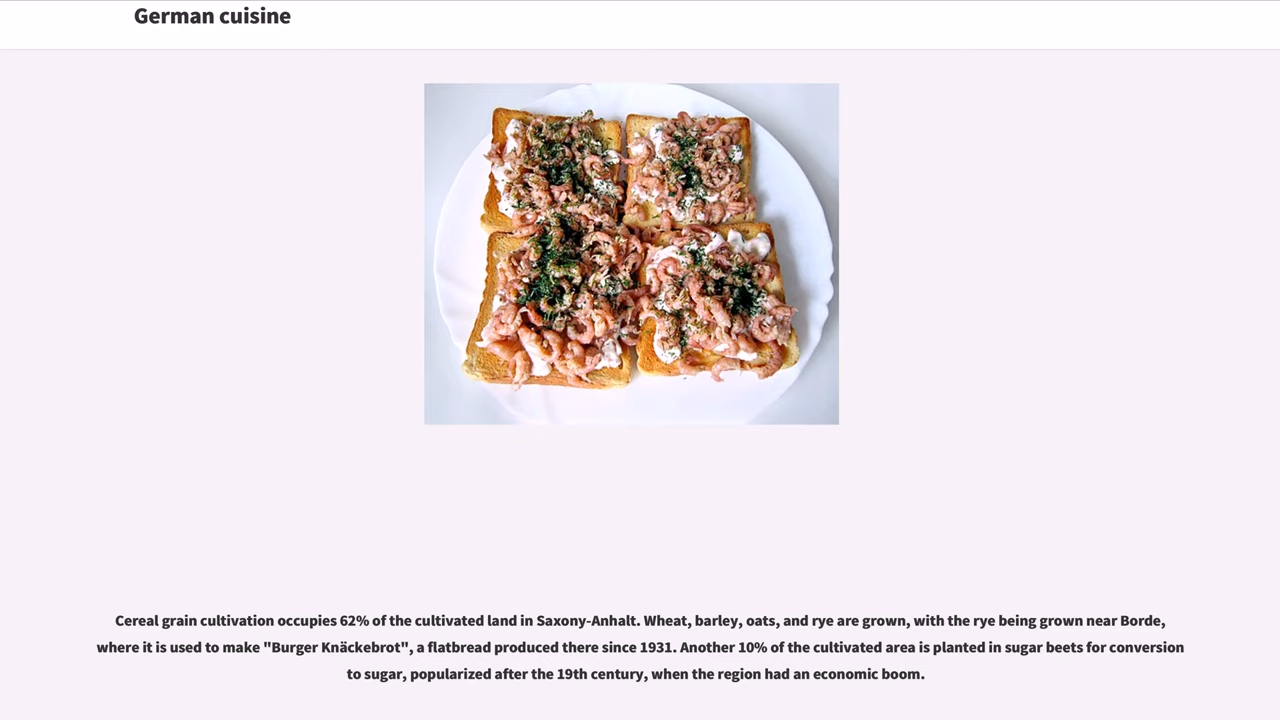 German cuisine
Cereal grain cultivation occupies 62% of the cultivated land in Saxony-Anhalt. Wheat, barley, oats, and rye are grown, with the rye being grown near Borde,
where it is used to make "Burger Knäckebrot", a flatbread produced there since 1931. Another 10% of the cultivated area is planted in sugar beets for conversion
to sugar, popularized after the 19th century, when the region had an economic boom.